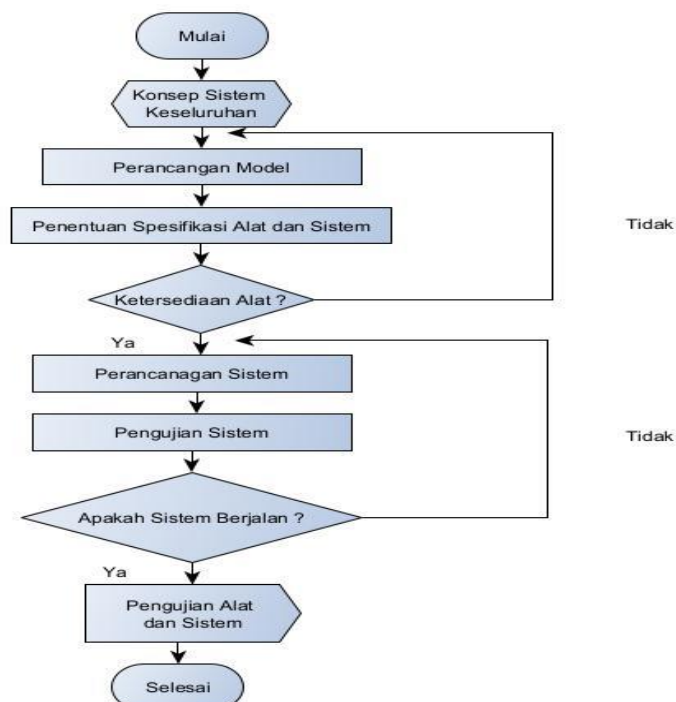 Mulai
Konsep Sistem
Keseluruhan
Perancangan Model
Penentuan Spesifikasi Alat dan Sistem
Tidak
Ketersediaan Alat ?
Ya
Perancanagan Sistem
Pengujian Sistem
Tidak
Apakah Sistem Berjalan ?
Ya
Pengujian Alat
dan Sistem
Selesai